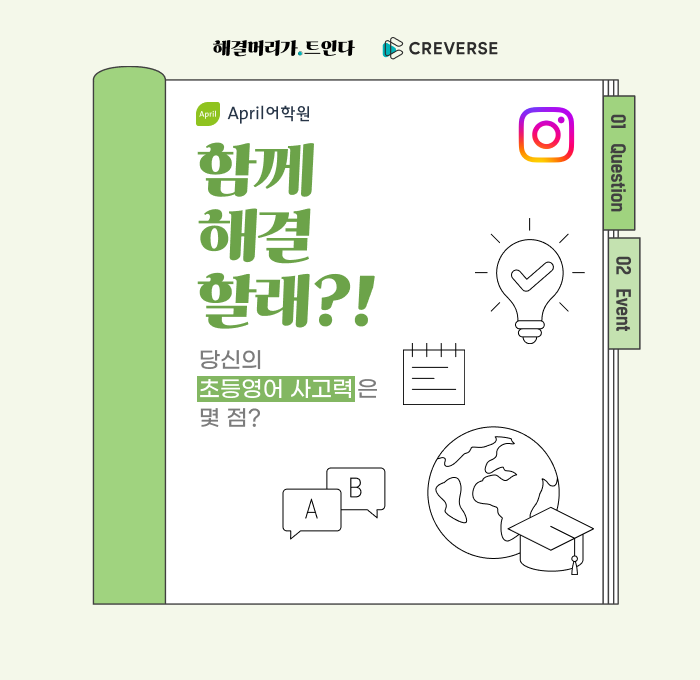 해결머리가.트인다 CREVERSE
April April어학원
함께
해결
할래?!
당신의
초등영어 사고력은
몇 점?
01 Question
02 Event
A B